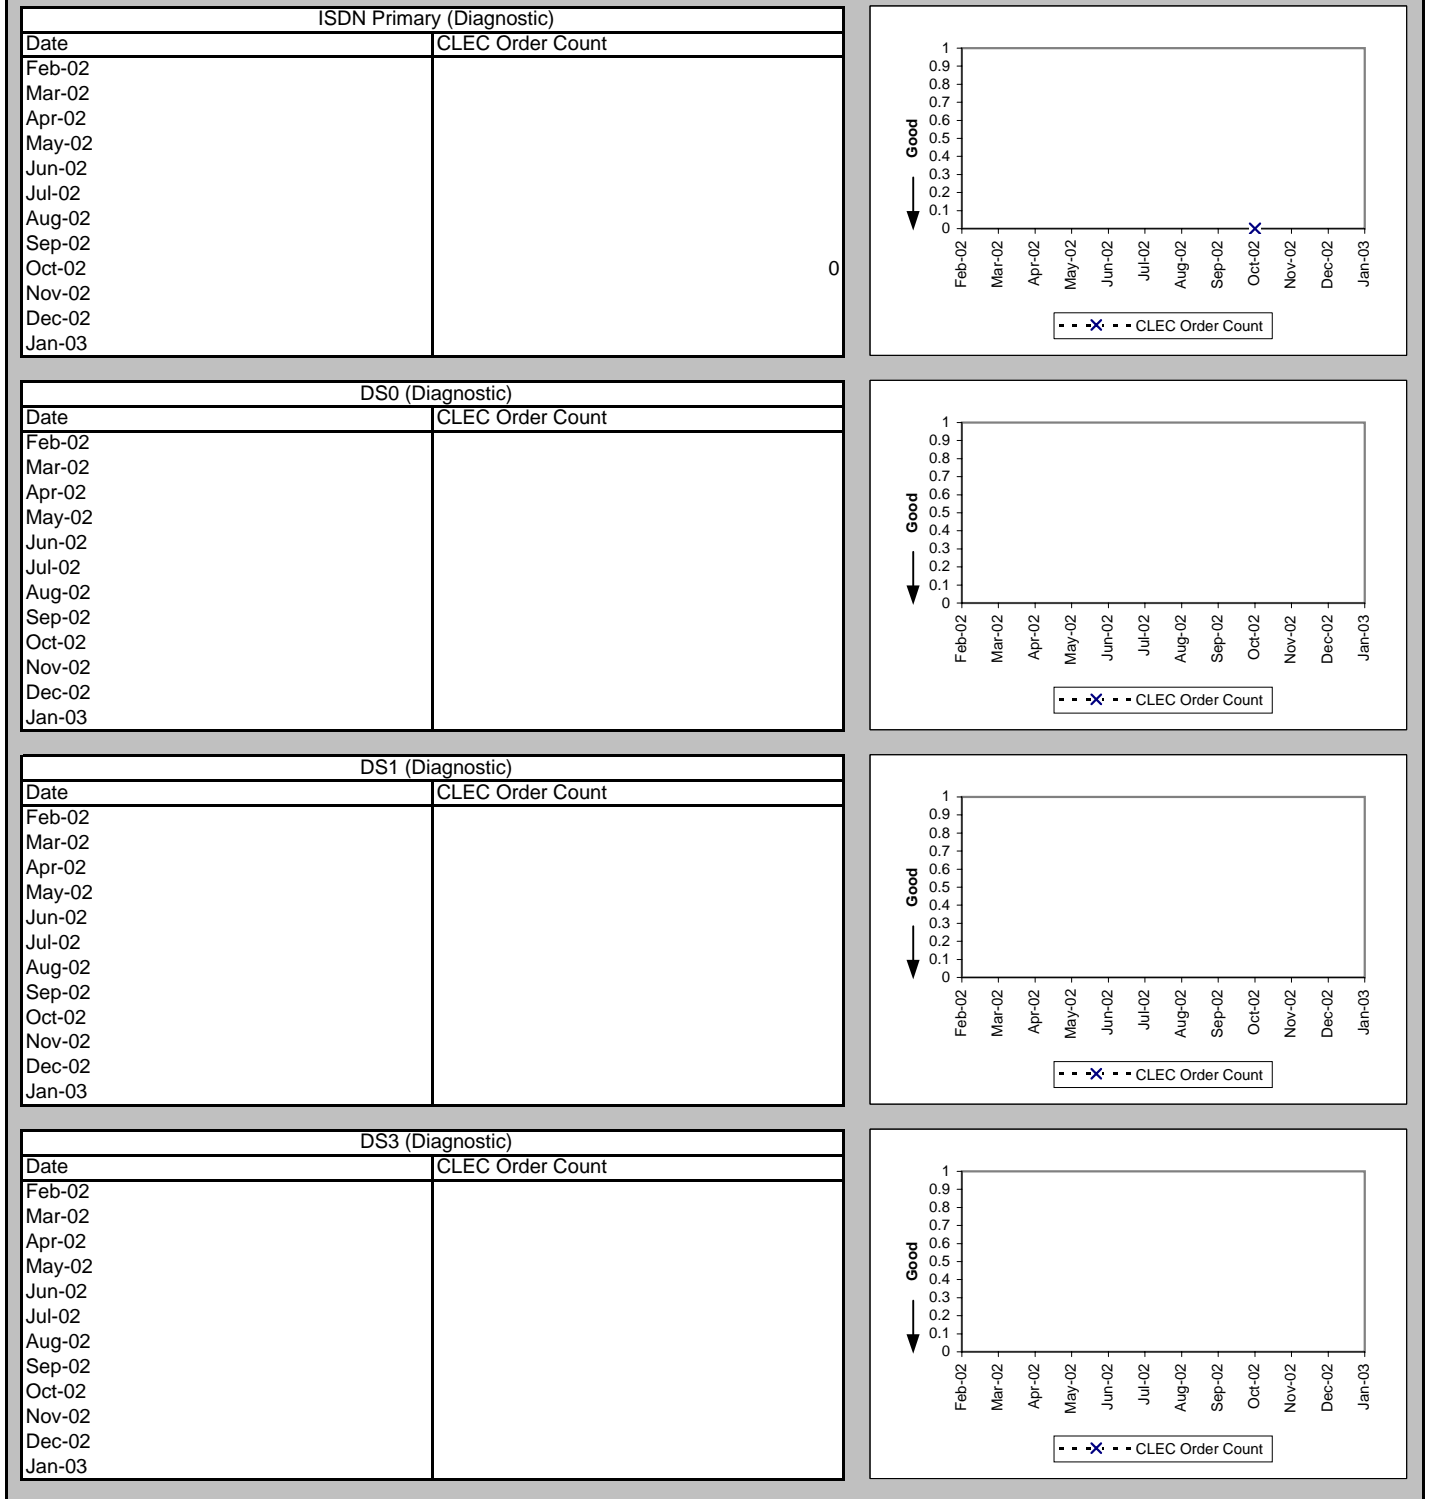 ISDN Primary (Diagnostic)
Date CLEC Order Count
Feb-02
Mar-02
Apr-02
May-02
Jun-02
Jul-02
Aug-02
Sep-02
Oct-02 0
Nov-02
Dec-02
Jan-03
1
0.9
0.8
0.7
0.6
0.5
0.4
0.3
0.2
0.1
0
Good
Feb-02 Mar-02 Apr-02 May-02 Jun-02 Jul-02 Aug-02 Sep-02 Oct-02 Nov-02 Dec-02 Jan-03
CLEC Order Count
DS0 (Diagnostic)
Date CLEC Order Count
Feb-02
Mar-02
Apr-02
May-02
Jun-02
Jul-02
Aug-02
Sep-02
Oct-02
Nov-02
Dec-02
Jan-03
1
0.9
0.8
0.7
0.6
0.5
0.4
0.3
0.2
0.1
0
Good
Feb-02 Mar-02 Apr-02 May-02 Jun-02 Jul-02 Aug-02 Sep-02 Oct-02 Nov-02 Dec-02 Jan-03
CLEC Order Count
DS1 (Diagnostic)
Date CLEC Order Count
Feb-02
Mar-02
Apr-02
May-02
Jun-02
Jul-02
Aug-02
Sep-02
Oct-02
Nov-02
Dec-02
Jan-03
1
0.9
0.8
0.7
0.6
0.5
0.4
0.3
0.2
0.1
0
Good
Feb-02 Mar-02 Apr-02 May-02 Jun-02 Jul-02 Aug-02 Sep-02 Oct-02 Nov-02 Dec-02 Jan-03
CLEC Order Count
DS3 (Diagnostic)
Date CLEC Order Count
Feb-02
Mar-02
Apr-02
May-02
Jun-02
Jul-02
Aug-02
Sep-02
Oct-02
Nov-02
Dec-02
Jan-03
1
0.9
0.8
0.7
0.6
0.5
0.4
0.3
0.2
0.1
0
Good
Feb-02 Mar-02 Apr-02 May-02 Jun-02 Jul-02 Aug-02 Sep-02 Oct-02 Nov-02 Dec-02 Jan-03
CLEC Order Count